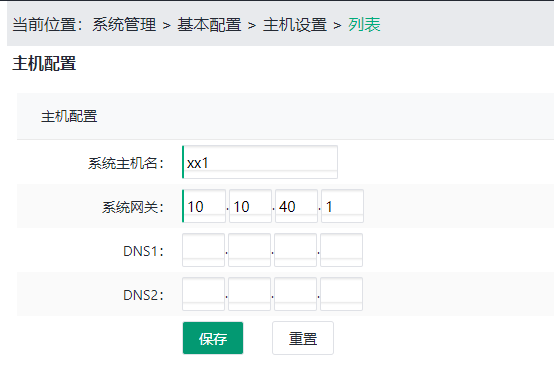 当前位置：系统管理 > 基本配置 > 主机设置 > 列表
主机配置
主机配置
系统主机名： xx1
系统网关： 10 . 10 . 40 . 1
DNS1： . . .
DNS2： . . .
保存 重置